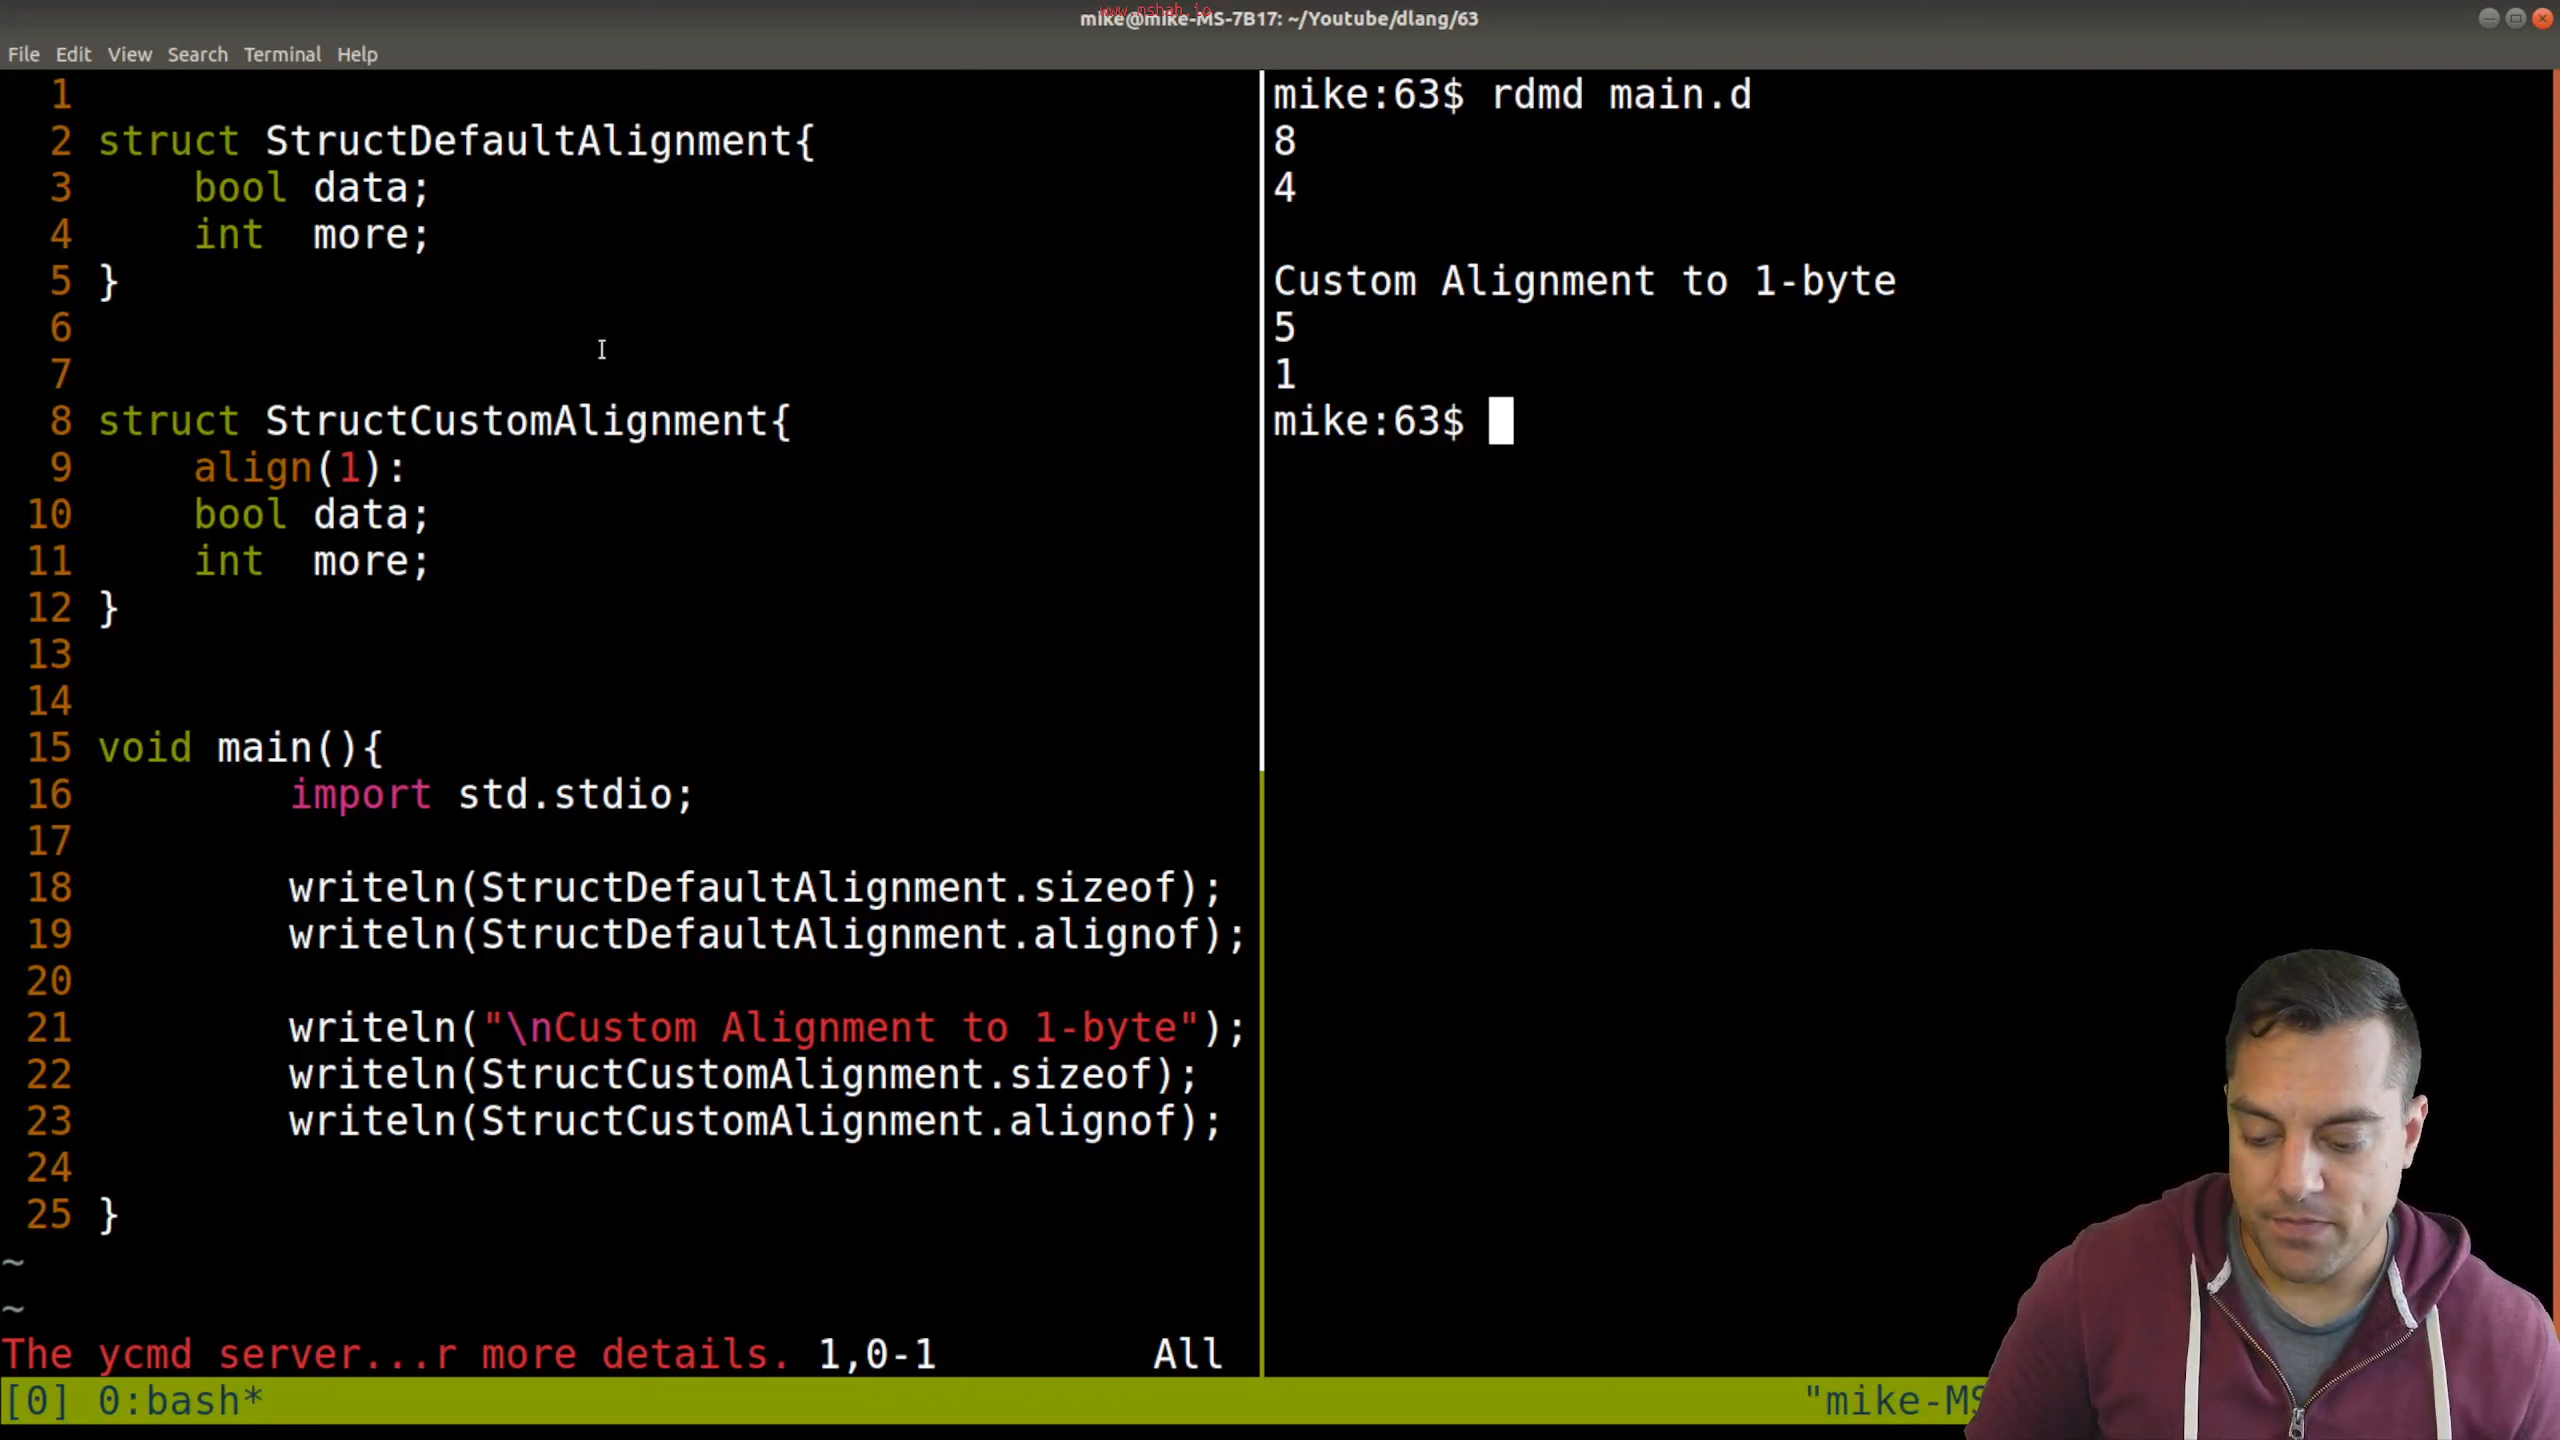 www.mshah.io
mike@mike-MS-7B17: ~/Youtube/dlang/63
File Edit View Search Terminal Help
1
2 struct StructDefaultAlignment{
3     bool data;
4     int  more;
5 }
6
7
8 struct StructCustomAlignment{
9     align(1):
10     bool data;
11     int  more;
12 }
13
14
15 void main(){
16         import std.stdio;
17
18         writeln(StructDefaultAlignment.sizeof);
19         writeln(StructDefaultAlignment.alignof);
20
21         writeln("\nCustom Alignment to 1-byte");
22         writeln(StructCustomAlignment.sizeof);
23         writeln(StructCustomAlignment.alignof);
24
25 }
~
~
The ycmd server...r more details. 1,0-1 All
mike:63$ rdmd main.d
8
4
Custom Alignment to 1-byte
5
1
mike:63$
[0] 0:bash* "mike-MS